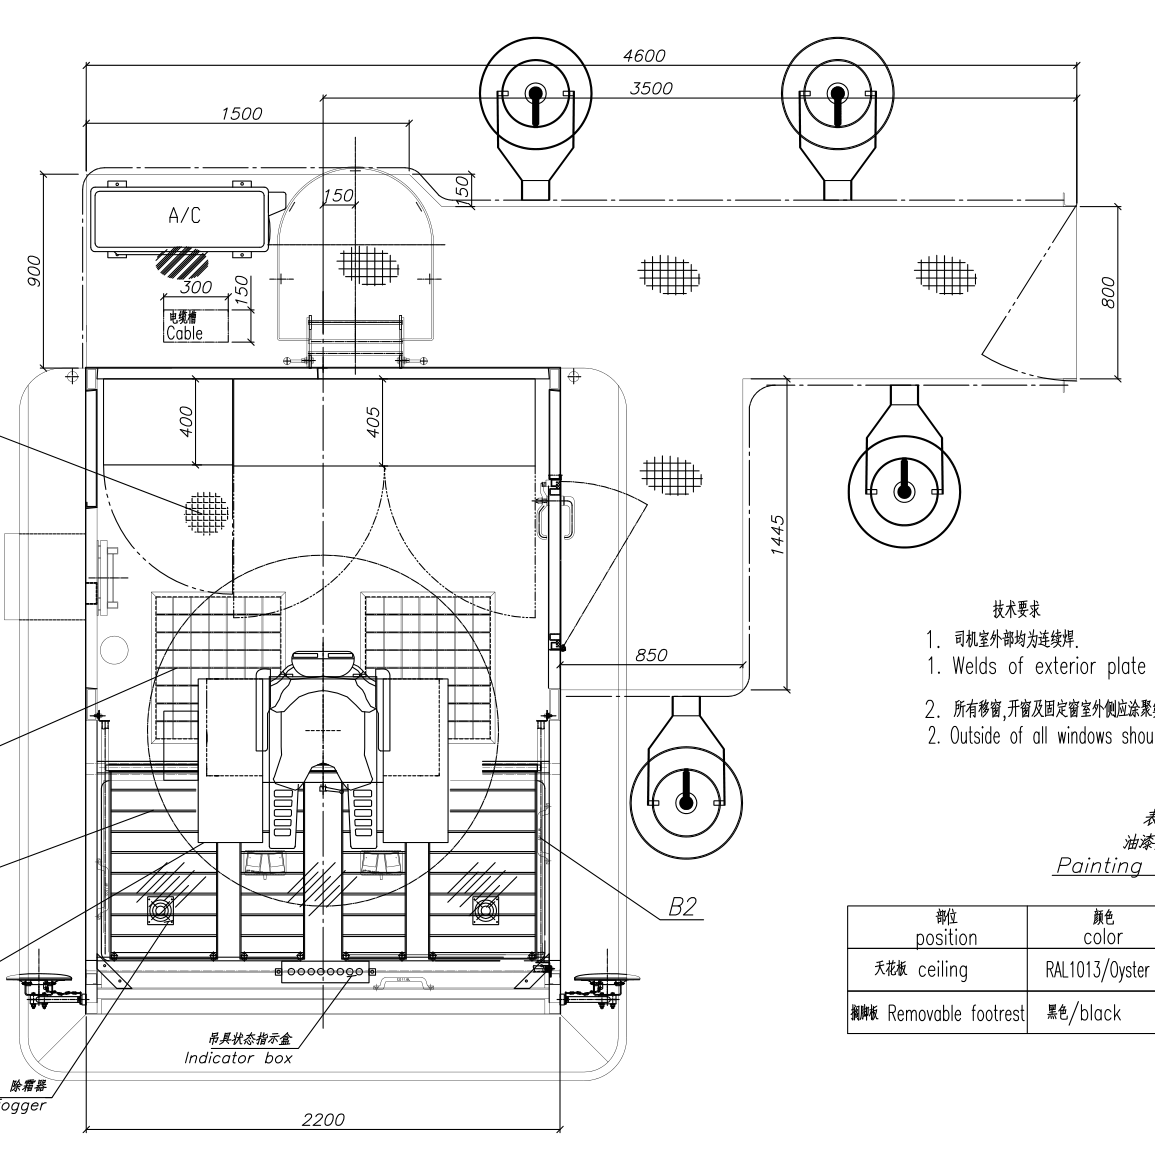 4600
3500
1500
150
150
A/C
900
300
150
电缆槽
Cable
800
400
405
1445
850
技术要求
1. 司机室外部均为连续焊.
1. Welds of exterior plate
2. 所有移窗,开窗及固定窗室外侧应涂聚
2. Outside of all windows shou
表
油漆
Painting
B2
部位
position
颜色
color
天花板 ceiling
RAL1013/Oyster
搁脚板 Removable footrest
黑色/black
吊具状态指示盒
Indicator box
除霜器
ogger
2200